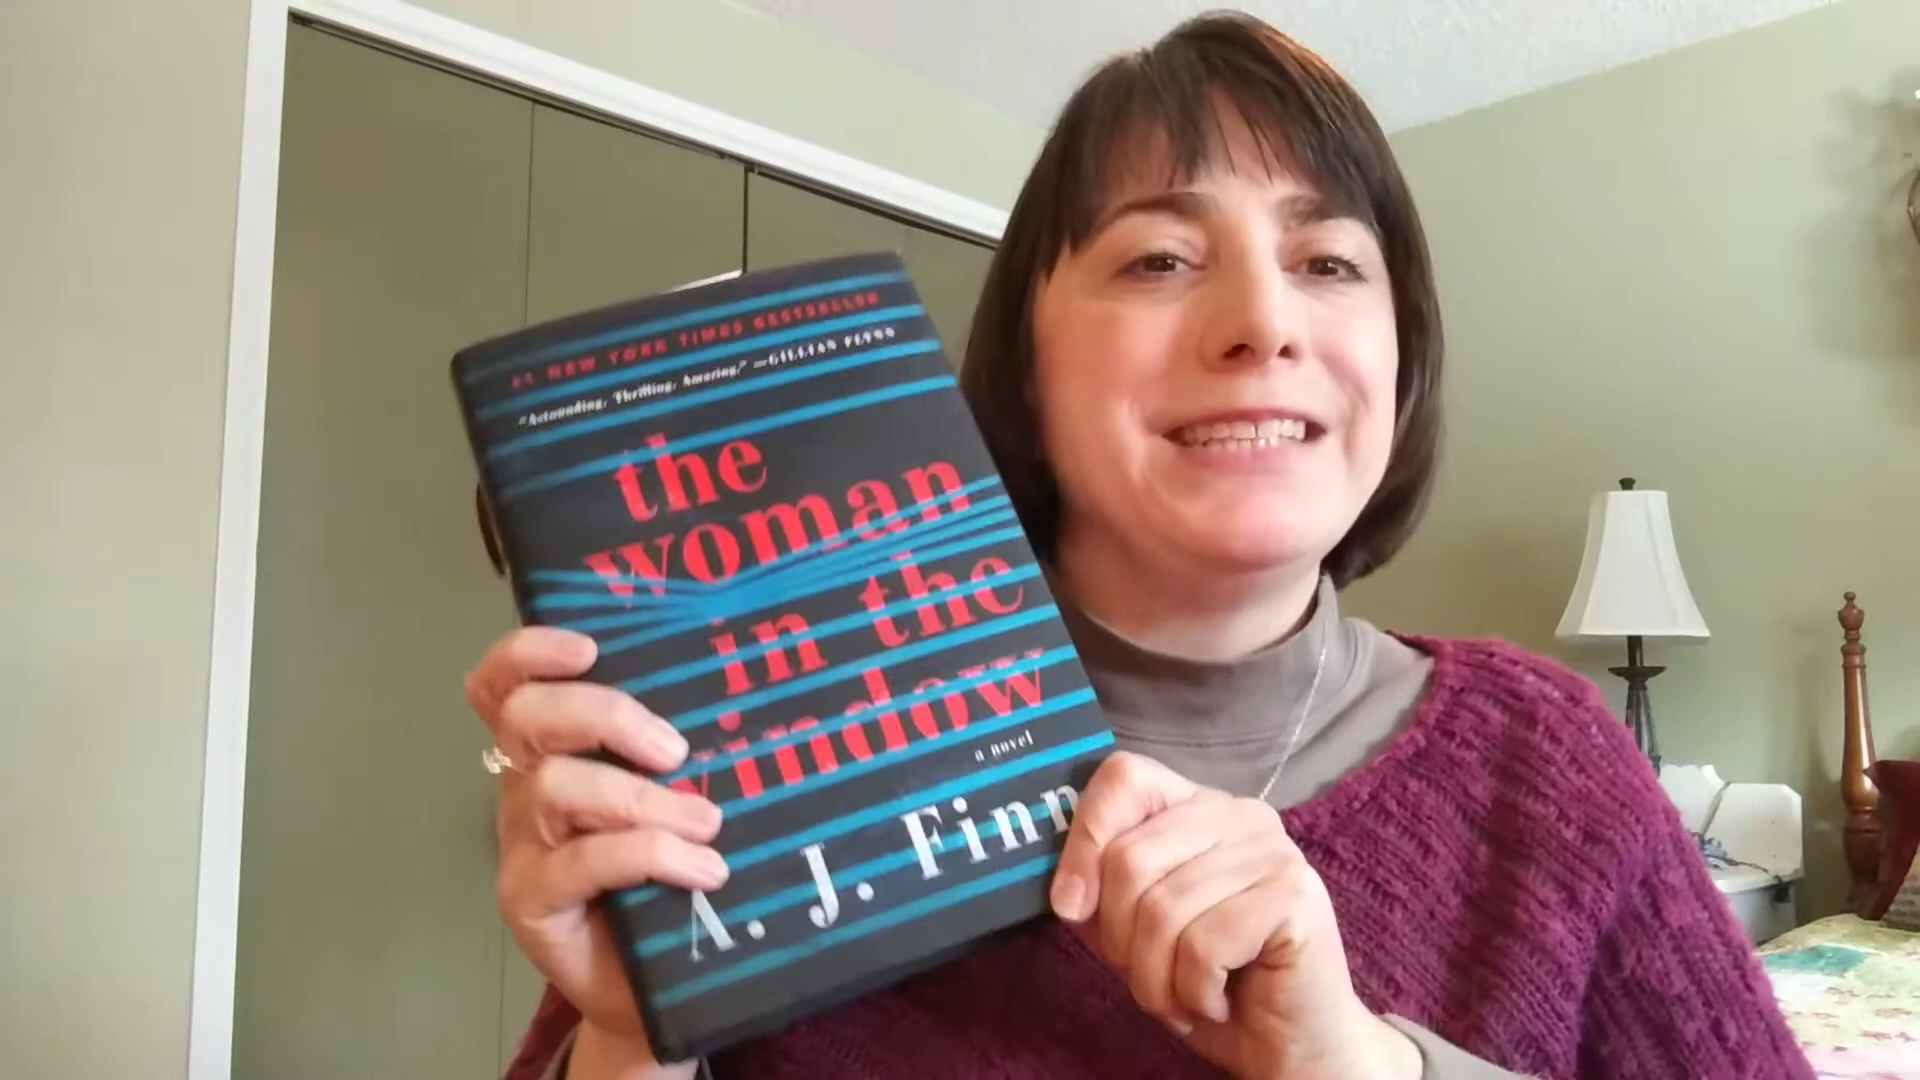 #1 NEW YORK TIMES BESTSELLER
"Astounding. Thrilling. Amazing." —GILLIAN FLYNN
the
woman
in the
window
a novel
A. J. Finn